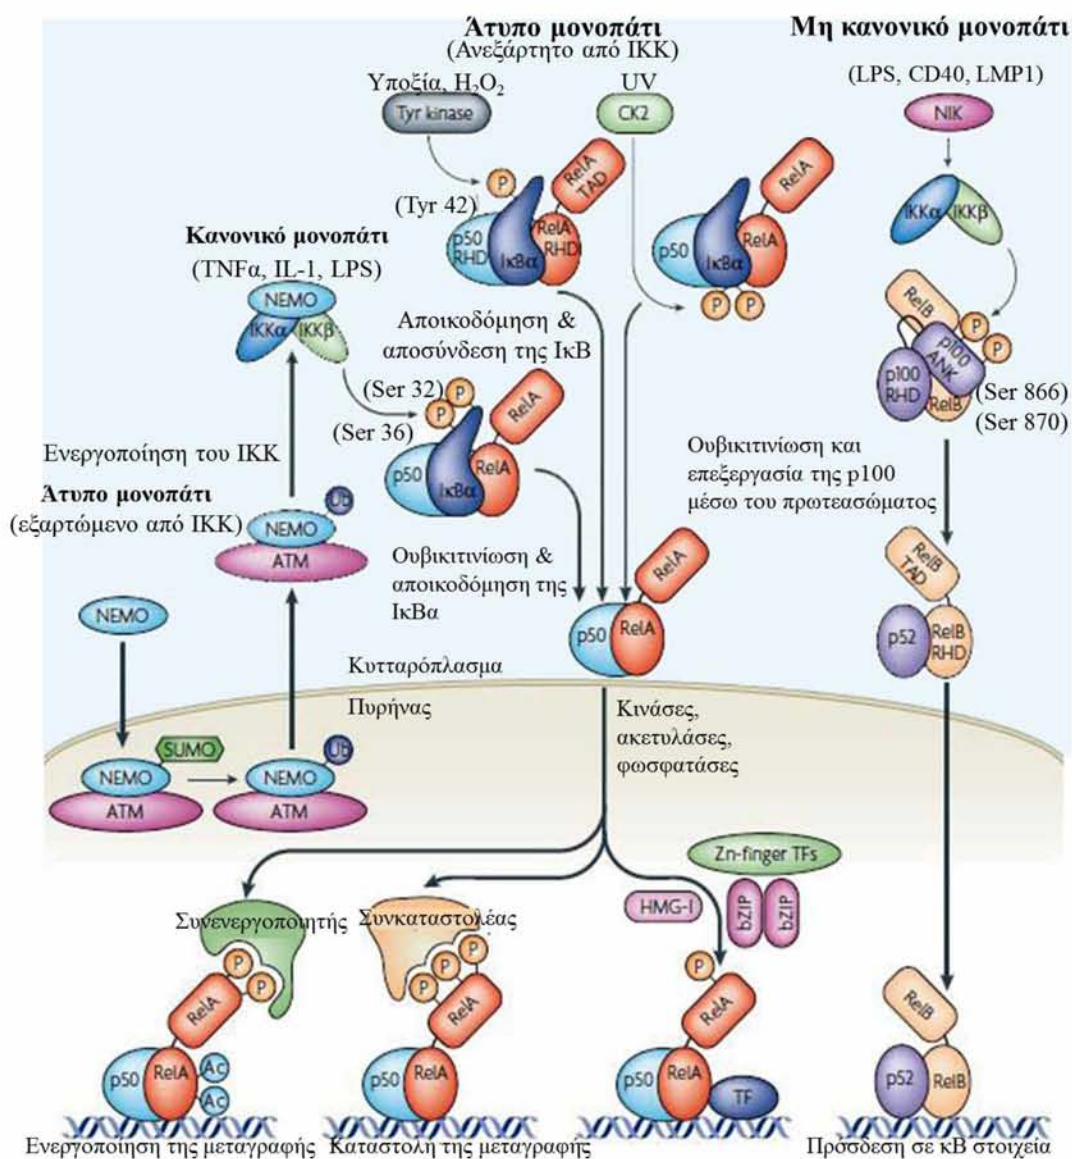 Άτυπο μονοπάτι
(Ανεξάρτητο από ΙΚΚ)
Μη κανονικό μονοπάτι
(LPS, CD40, LMP1)
Υποξία, H₂O₂
UV
Tyr kinase
CK2
NIK
P
RelA
TAD
(Tyr 42)
p50
RHD
IκBα
RelA
RHD
RelA
p50
IκBα
RelA
P
P
IKKα
IKKβ
Κανονικό μονοπάτι
(TNFα, IL-1, LPS)
NEMO
IKKα
IKKβ
Αποικοδόμηση &
αποσύνδεση της ΙκΒ
RelB
P
P
p100
ANK
p100
RHD
RelB
(Ser 866)
(Ser 870)
(Ser 32)
(Ser 36)
P
P
RelA
p50
IκBα
RelA
Ενεργοποίηση του ΙΚΚ
Άτυπο μονοπάτι
(εξαρτώμενο από ΙΚΚ)
Ub
NEMO
ATM
Ουβικιτινίωση και
επεξεργασία της p100
μέσω του πρωτεασώματος
Ουβικιτινίωση &
αποικοδόμηση της
ΙκΒα
RelA
p50
RelA
RelB
TAD
p52
RelB
RHD
NEMO
Κυτταρόπλασμα
Πυρήνας
Κινάσες,
ακετυλάσες,
φωσφατάσες
SUMO
NEMO
ATM
Ub
NEMO
ATM
Zn-finger TFs
HMG-I
bZIP
bZIP
Συνενεργοποιητής
Συνκαταστολέας
P
P
RelA
p50
RelA
Ac
Ac
P
P
P
RelA
p50
RelA
P
RelA
p50
RelA
TF
RelB
p52
RelB
Ενεργοποίηση της μεταγραφής
Καταστολή της μεταγραφής
Πρόσδεση σε κΒ στοιχεία